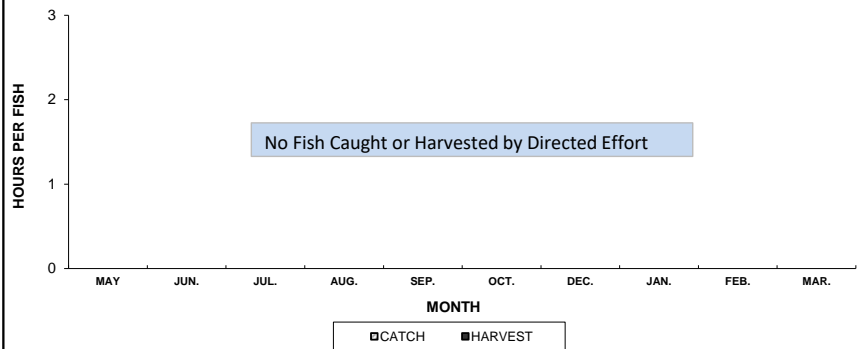 3
2
1
0
HOURS PER FISH
No Fish Caught or Harvested by Directed Effort
MAY JUN. JUL. AUG. SEP. OCT. DEC. JAN. FEB. MAR.
MONTH
CATCH HARVEST